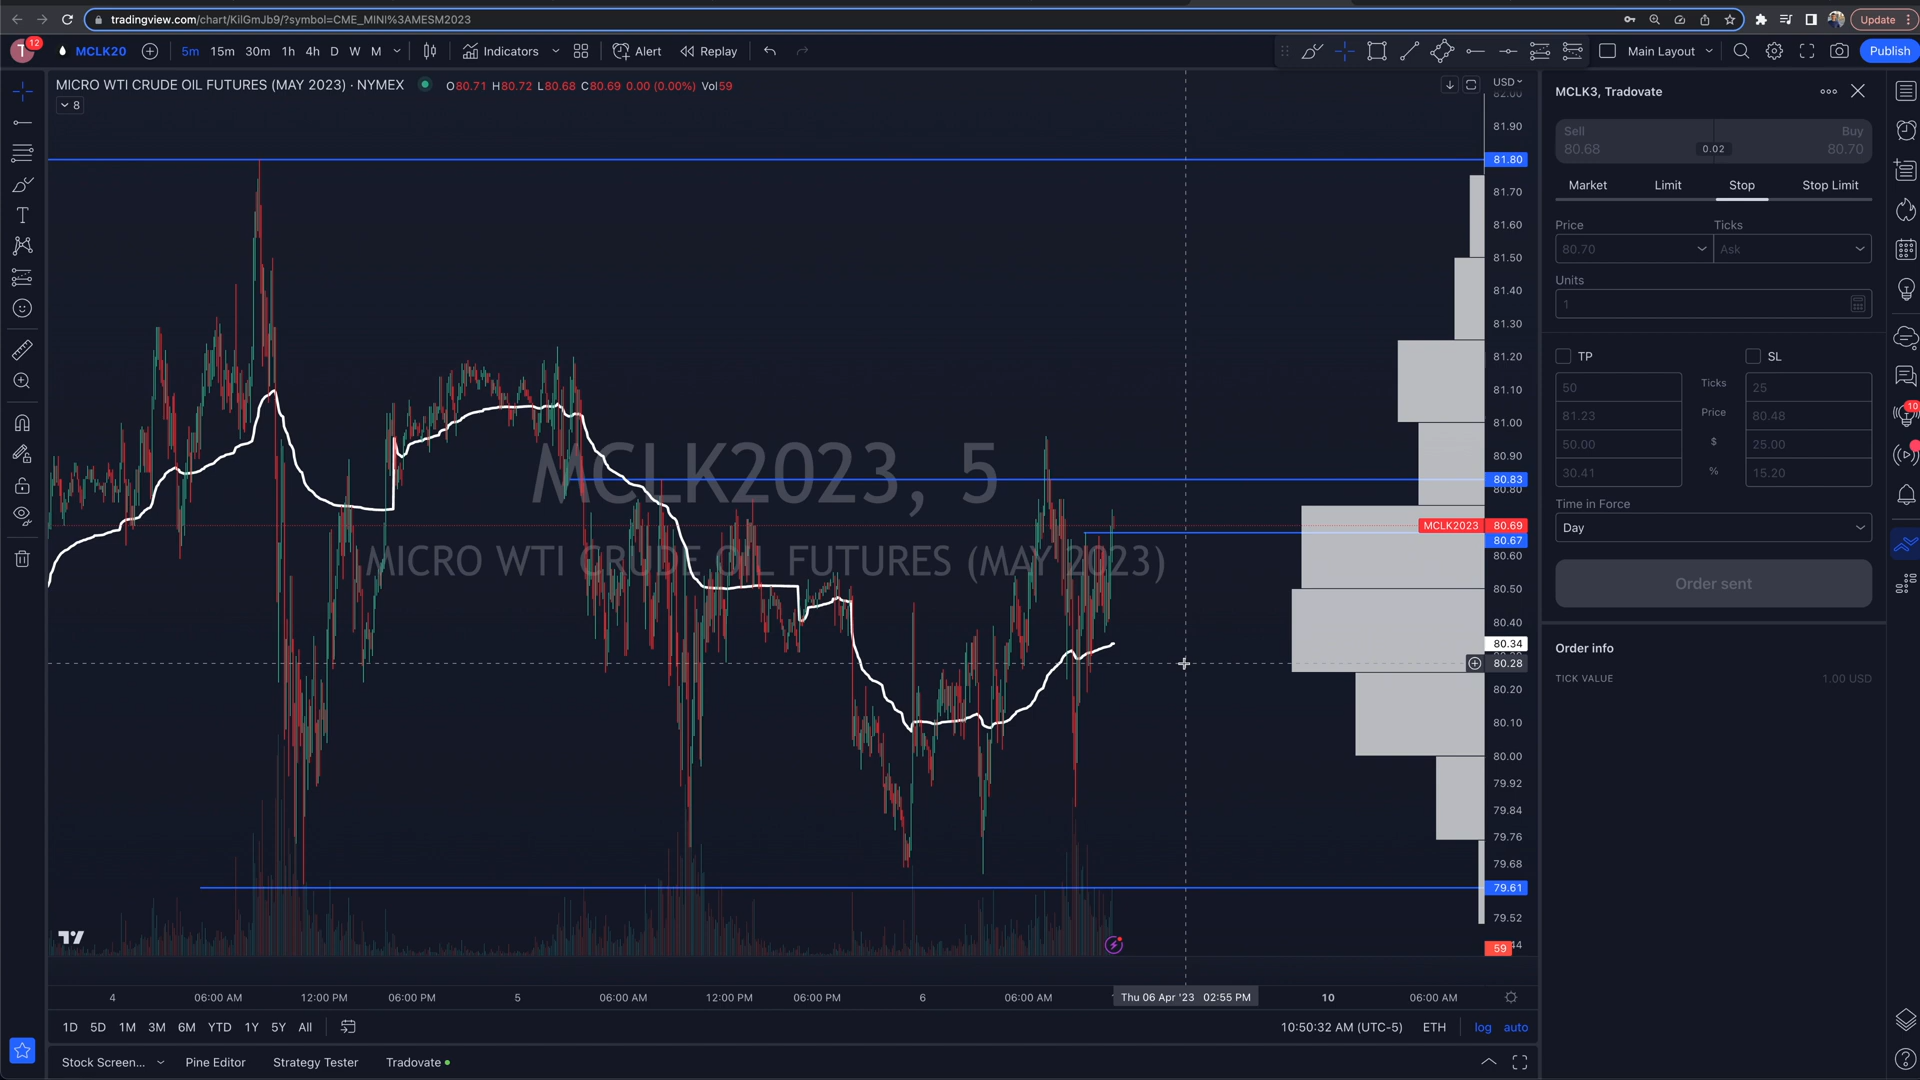 tradingview.com/chart/KilGmJb9/?symbol=CME_MINI%3AMESM2023
Update
T 12 MCLK20 5m 15m 30m 1h 4h D W M Indicators Alert Replay Main Layout Publish
MICRO WTI CRUDE OIL FUTURES (MAY 2023) · NYMEX O80.71 H80.72 L80.68 C80.69 0.00 (0.00%) Vol59
8
USD
82.00
81.90
81.80
81.70
81.60
81.50
81.40
81.30
81.20
81.10
81.00
80.90
80.83
80.80
MCLK2023 80.69
80.67
80.60
80.50
80.40
80.34
80.28
80.20
80.10
80.00
79.92
79.84
79.76
79.68
79.61
79.52
59 44
MCLK2023, 5
MICRO WTI CRUDE OIL FUTURES (MAY 2023)
4 06:00 AM 12:00 PM 06:00 PM 5 06:00 AM 12:00 PM 06:00 PM 6 06:00 AM Thu 06 Apr '23 02:55 PM 10 06:00 AM
1D 5D 1M 3M 6M YTD 1Y 5Y All 10:50:32 AM (UTC-5) ETH log auto
Stock Screen... Pine Editor Strategy Tester Tradovate
MCLK3, Tradovate
Sell Buy
80.68 0.02 80.70
Market Limit Stop Stop Limit
Price Ticks
80.70 Ask
Units
1
TP SL
50 Ticks 25
81.23 Price 80.48
50.00 $ 25.00
30.41 % 15.20
Time in Force
Day
Order sent
Order info
TICK VALUE 1.00 USD
10